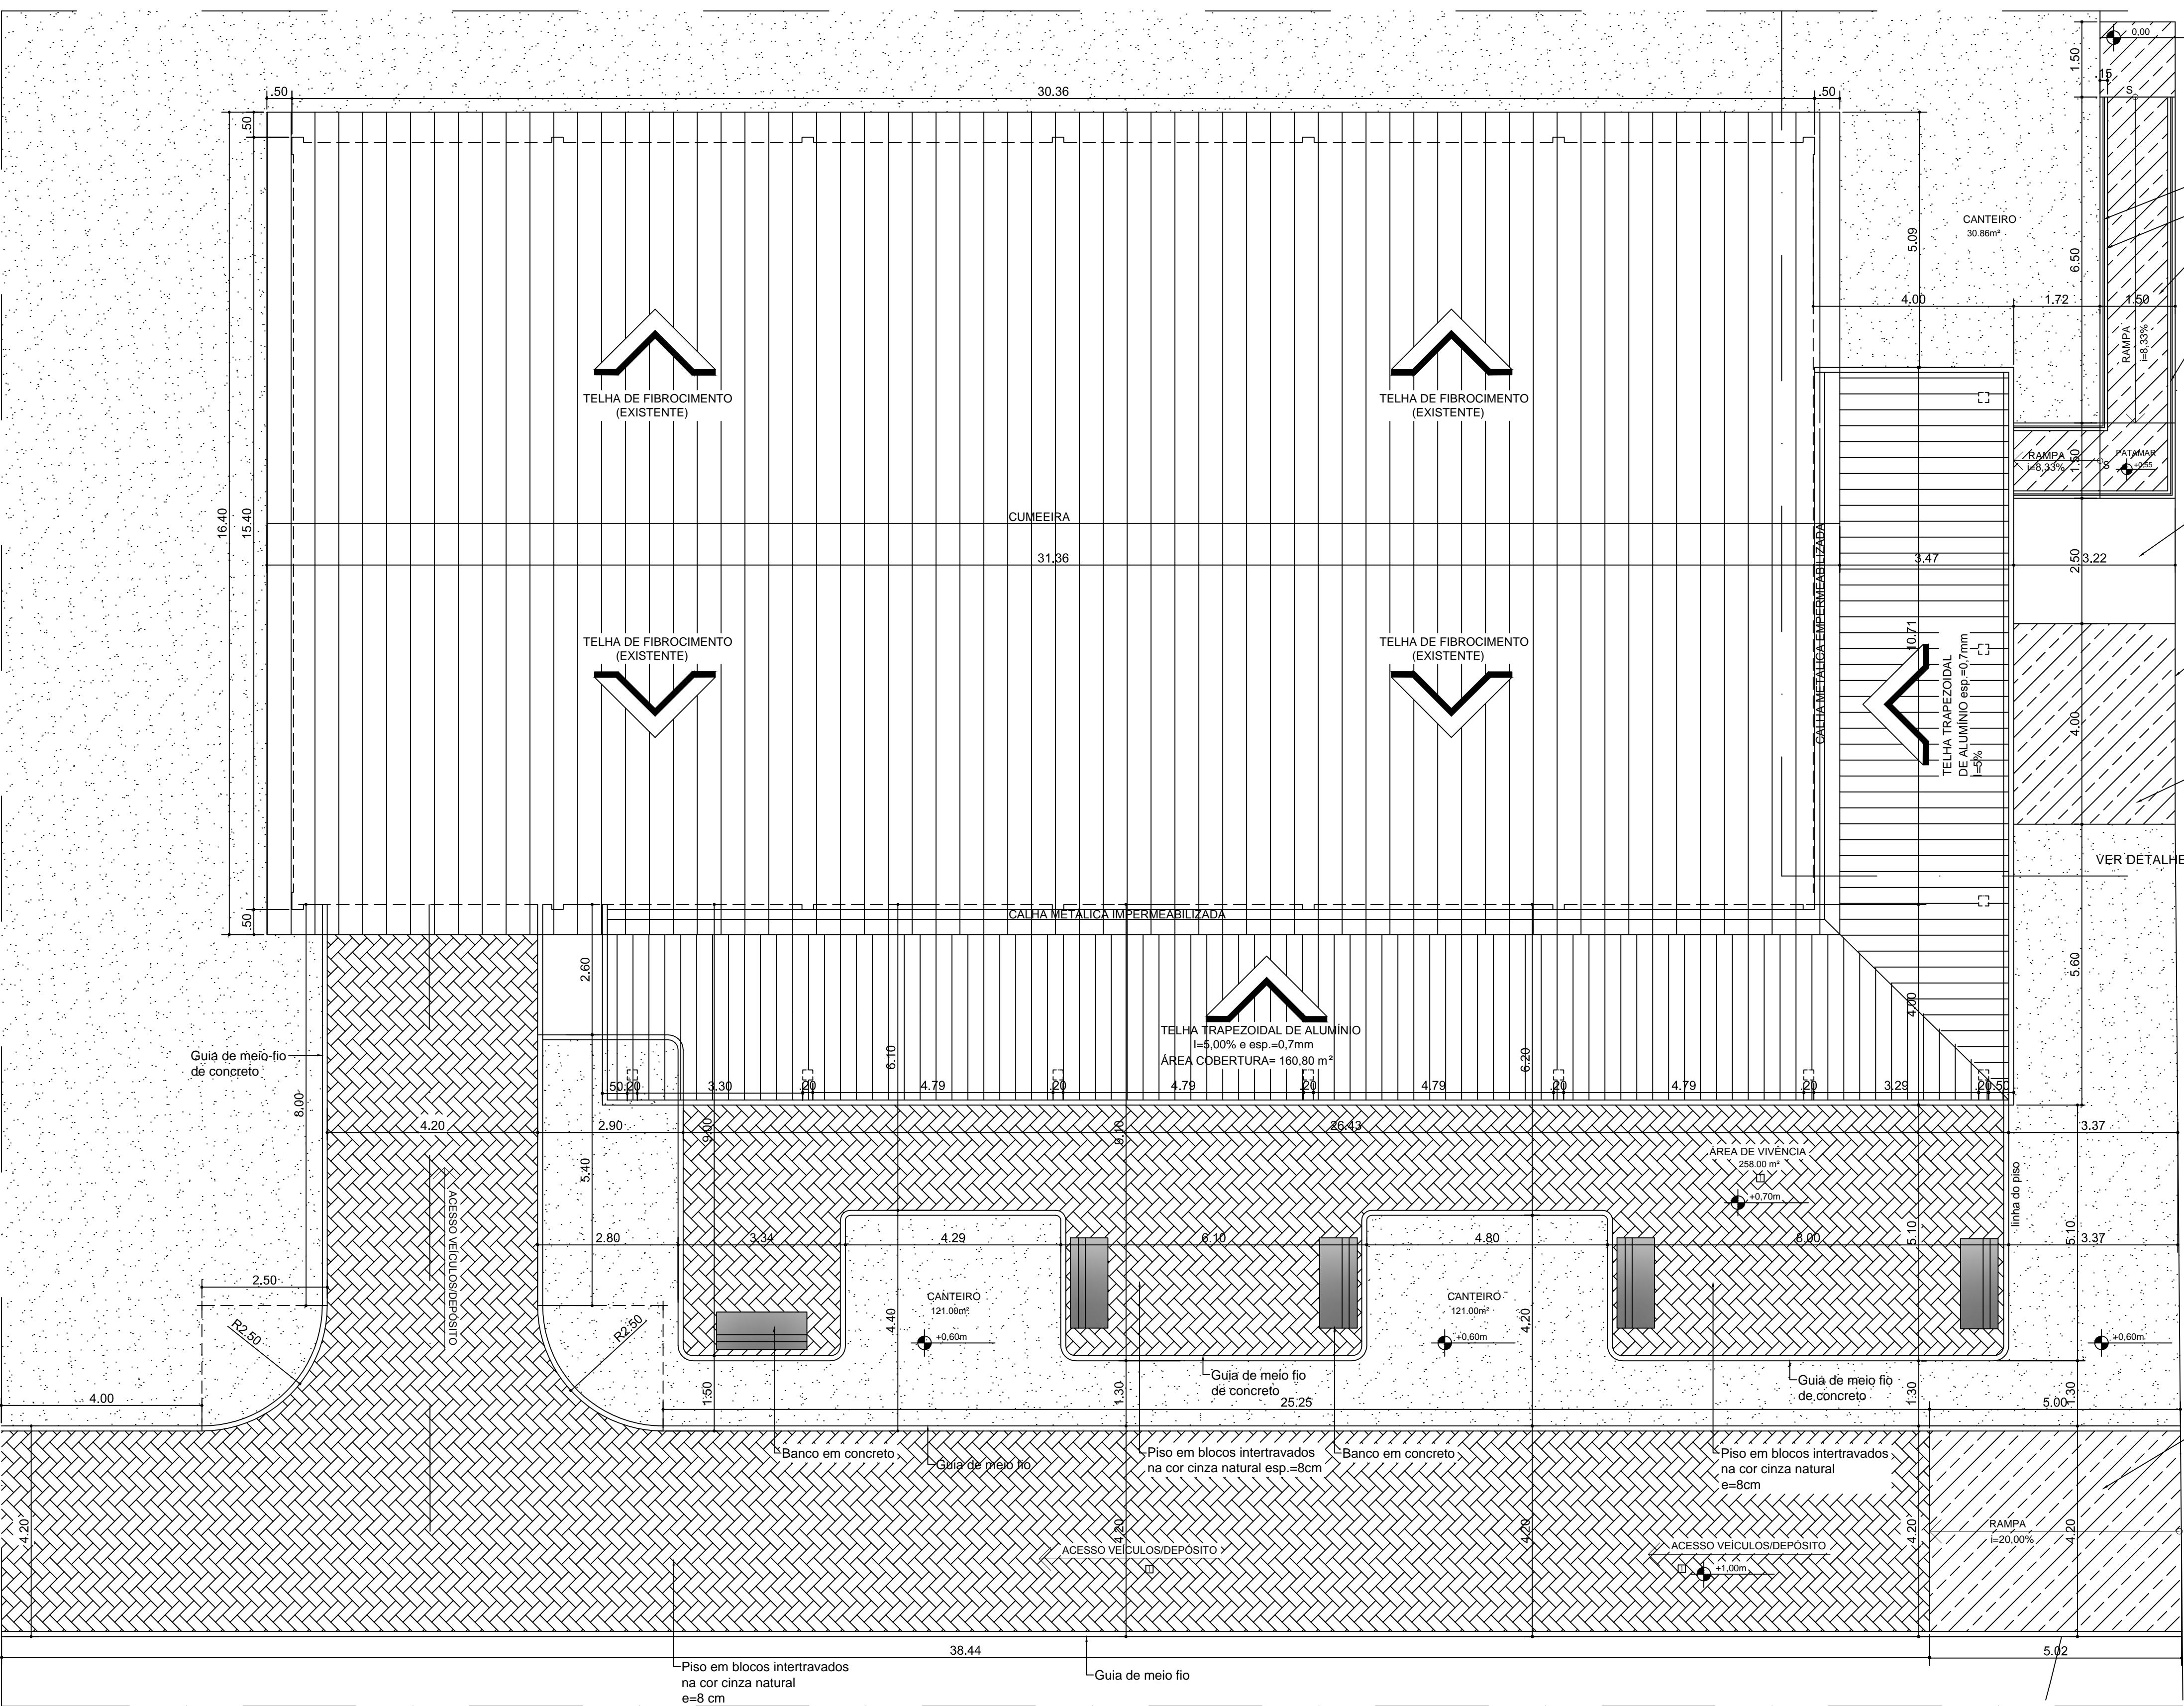 0,00
1.50
.15
S
.50
30.36
.50
.50
CANTEIRO
30.86m²
5.09
6.50
4.00
1.72
1.50
RAMPA
i=8,33%
TELHA DE FIBROCIMENTO
(EXISTENTE)
TELHA DE FIBROCIMENTO
(EXISTENTE)
RAMPA
i=8,33%
1.50
S
PATAMAR
+0,55
16.40
15.40
CUMEEIRA
31.36
CALHA METÁLICA EMPERMEABILIZADA
3.47
2.50
3.22
TELHA DE FIBROCIMENTO
(EXISTENTE)
TELHA DE FIBROCIMENTO
(EXISTENTE)
10.71
TELHA TRAPEZOIDAL
DE ALUMÍNIO esp.=0,7mm
I=5%
4.00
VER DETALHE
.50
CALHA METÁLICA IMPERMEABILIZADA
2.60
5.60
4.00
TELHA TRAPEZOIDAL DE ALUMÍNIO
I=5,00% e esp.=0,7mm
ÁREA COBERTURA= 160,80 m²
Guia de meio-fio
de concreto
6.10
6.20
8.00
.50
.20
3.30
.20
4.79
.20
4.79
.20
4.79
.20
4.79
.20
3.29
.20
.50
4.20
2.90
9.00
9.10
26.43
3.37
ÁREA DE VIVÊNCIA
258.00 m²
+0,70m
linha do piso
5.40
ACESSO VEÍCULOS/DEPÓSITO
2.80
3.34
4.29
6.10
4.80
8.00
5.10
5.10
3.37
2.50
CANTEIRO
121.00m²
+0,60m
4.40
CANTEIRO
121.00m²
+0,60m
4.20
+0,60m
R2.50
R2.50
4.00
1.50
1.30
Guia de meio fio
de concreto
25.25
Guia de meio fio
de concreto
1.30
5.00
1.30
Banco em concreto
Guia de meio fio
Piso em blocos intertravados
na cor cinza natural esp.=8cm
Banco em concreto
Piso em blocos intertravados
na cor cinza natural
e=8cm
4.20
4.20
ACESSO VEÍCULOS/DEPÓSITO
4.20
ACESSO VEÍCULOS/DEPÓSITO
+1,00m
4.20
RAMPA
i=20,00%
4.20
38.44
5.02
Piso em blocos intertravados
na cor cinza natural
e=8 cm
Guia de meio fio